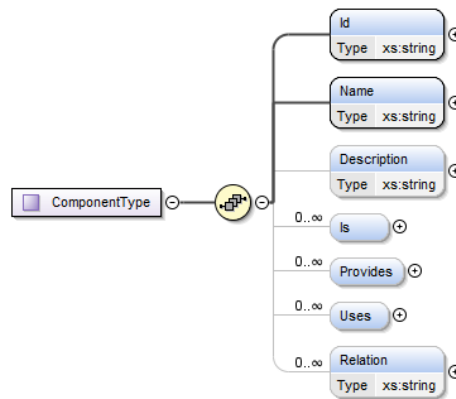 Id
Type xs:string
Name
Type xs:string
Description
Type xs:string
ComponentType
0..∞
Is
0..∞
Provides
0..∞
Uses
0..∞
Relation
Type xs:string